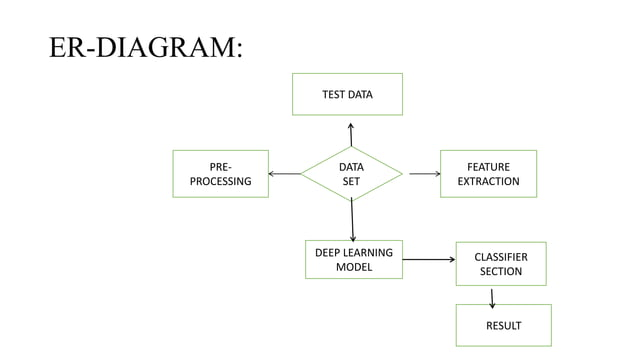 ER-DIAGRAM:
TEST DATA
PRE-
PROCESSING
DATA
SET
FEATURE
EXTRACTION
DEEP LEARNING
MODEL
CLASSIFIER
SECTION
RESULT